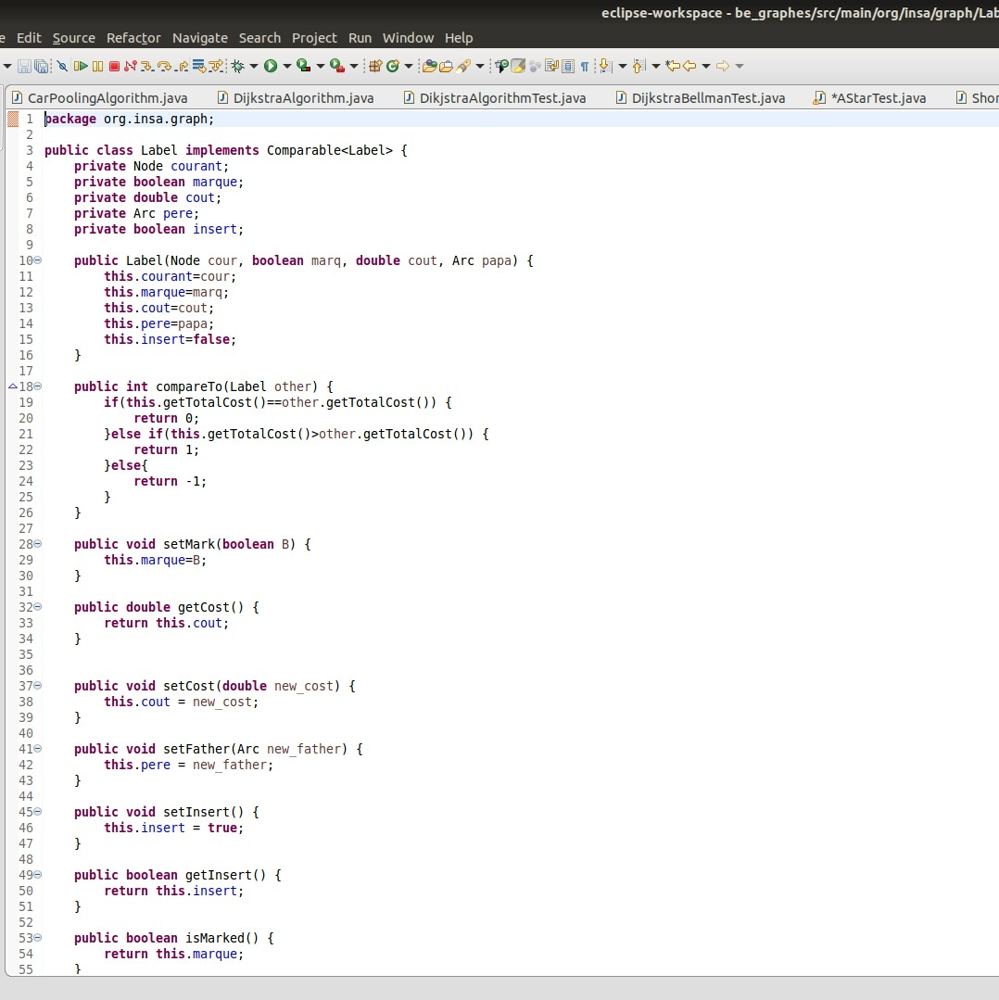 eclipse-workspace - be_graphes/src/main/org/insa/graph/Lab
e Edit Source Refactor Navigate Search Project Run Window Help
CarPoolingAlgorithm.java DijkstraAlgorithm.java DikjstraAlgorithmTest.java DijkstraBellmanTest.java *AStarTest.java Shor
1 package org.insa.graph;
2
3 public class Label implements Comparable<Label> {
4 private Node courant;
5 private boolean marque;
6 private double cout;
7 private Arc pere;
8 private boolean insert;
9
10 public Label(Node cour, boolean marq, double cout, Arc papa) {
11 this.courant=cour;
12 this.marque=marq;
13 this.cout=cout;
14 this.pere=papa;
15 this.insert=false;
16 }
17
18 public int compareTo(Label other) {
19 if(this.getTotalCost()==other.getTotalCost()) {
20 return 0;
21 }else if(this.getTotalCost()>other.getTotalCost()) {
22 return 1;
23 }else{
24 return -1;
25 }
26 }
27
28 public void setMark(boolean B) {
29 this.marque=B;
30 }
31
32 public double getCost() {
33 return this.cout;
34 }
35
36
37 public void setCost(double new_cost) {
38 this.cout = new_cost;
39 }
40
41 public void setFather(Arc new_father) {
42 this.pere = new_father;
43 }
44
45 public void setInsert() {
46 this.insert = true;
47 }
48
49 public boolean getInsert() {
50 return this.insert;
51 }
52
53 public boolean isMarked() {
54 return this.marque;
55 }